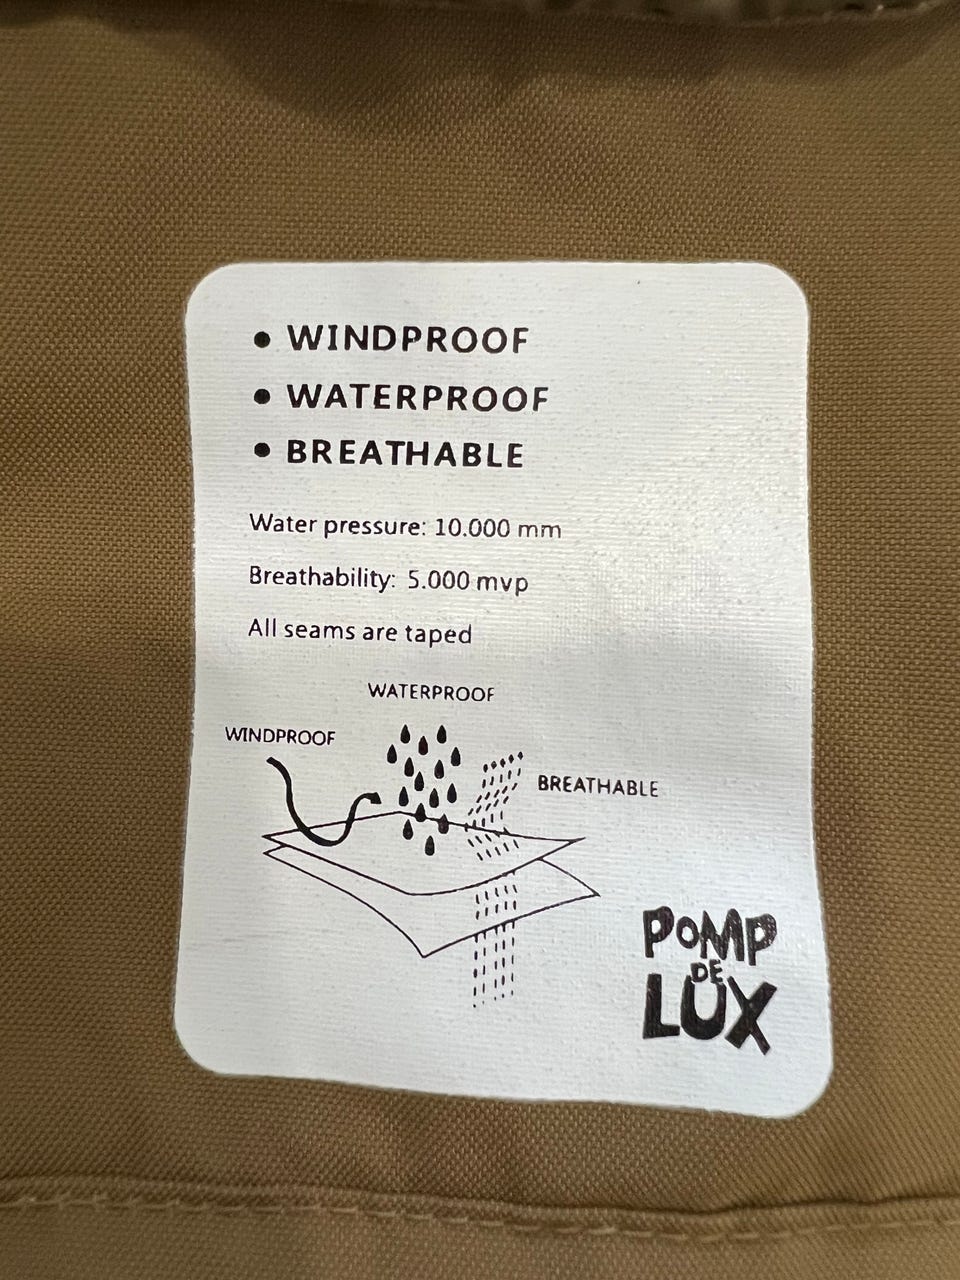 • WINDPROOF
• WATERPROOF
• BREATHABLE
Water pressure: 10.000 mm
Breathability: 5.000 mvp
All seams are taped
WATERPROOF
WINDPROOF
BREATHABLE
POMP
DE
LUX